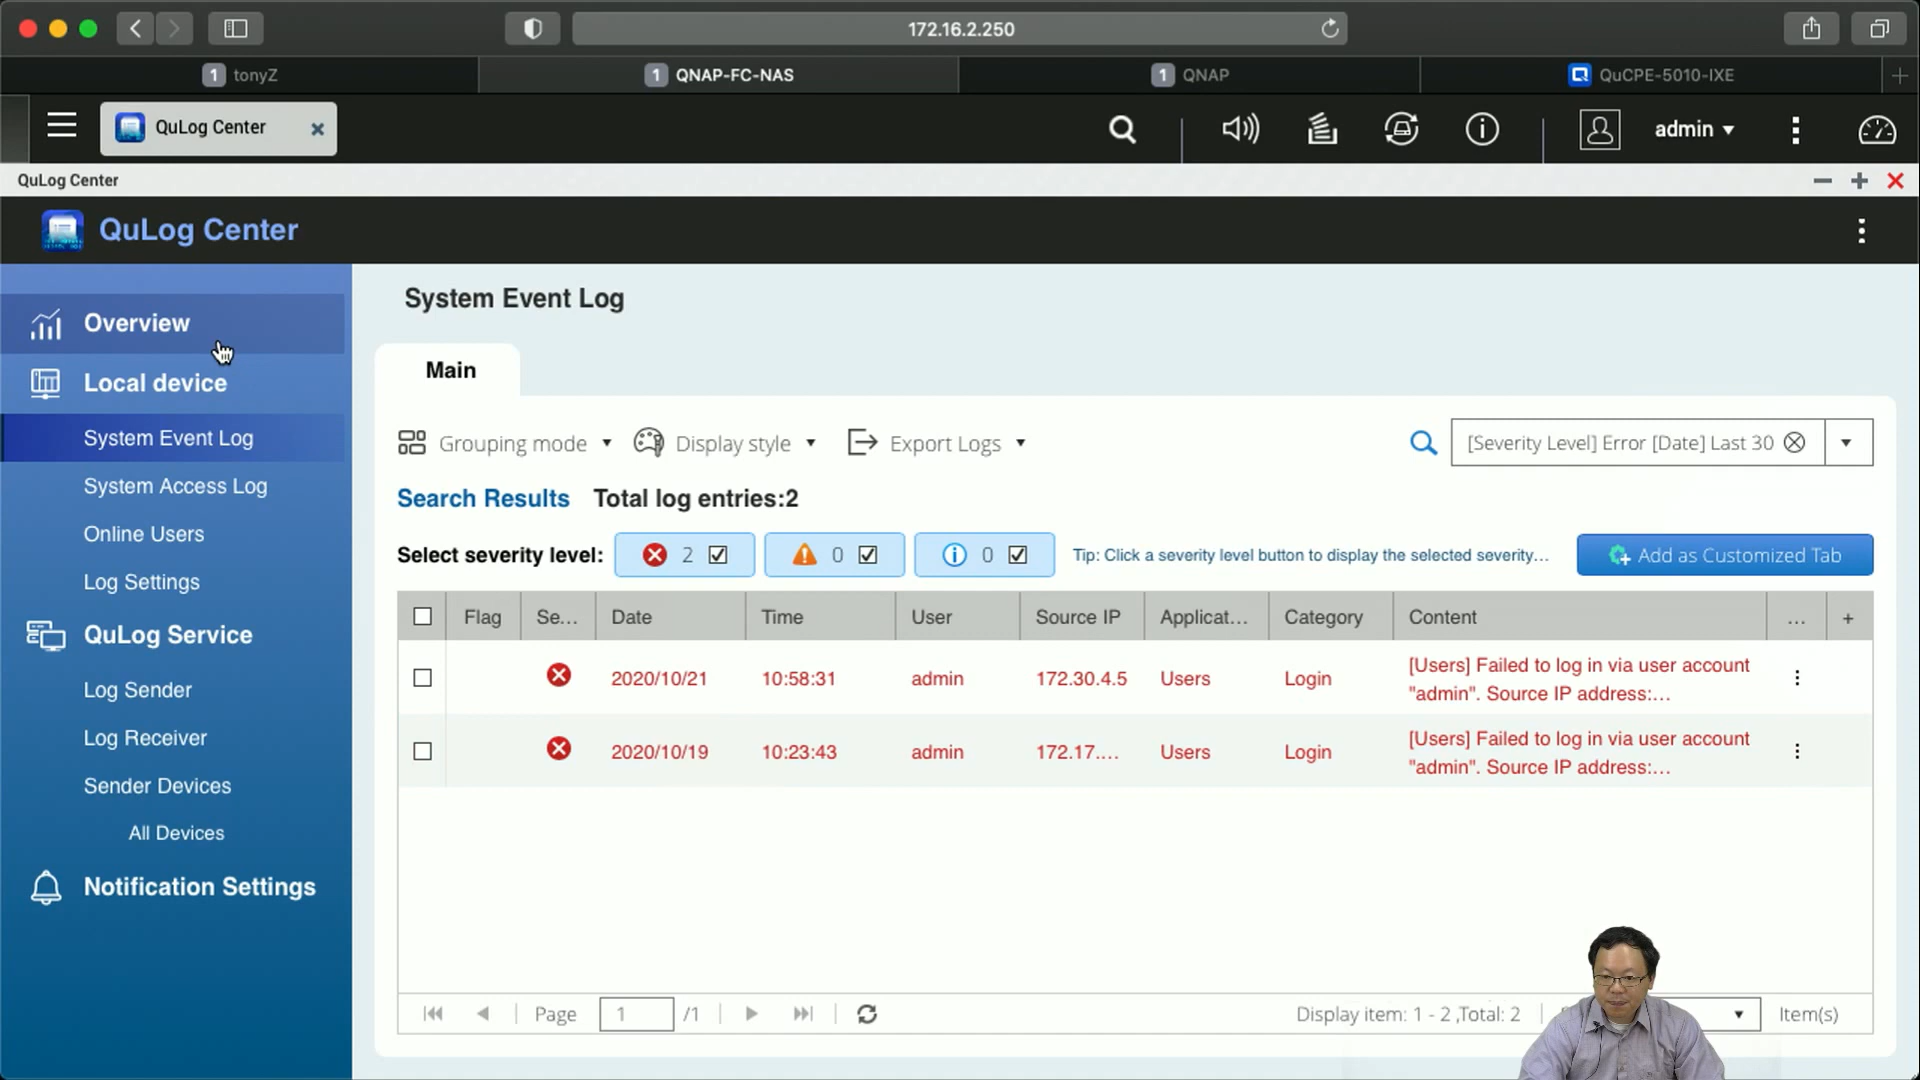 172.16.2.250
1 tonyZ
1 QNAP-FC-NAS
1 QNAP
QuCPE-5010-IXE
QuLog Center
admin
QuLog Center
QuLog Center
Overview
Local device
System Event Log
System Access Log
Online Users
Log Settings
QuLog Service
Log Sender
Log Receiver
Sender Devices
All Devices
Notification Settings
System Event Log
Main
Grouping mode Display style Export Logs [Severity Level] Error [Date] Last 30
Search Results Total log entries:2
Select severity level: 2 0 0 Tip: Click a severity level button to display the selected severity... Add as Customized Tab
Flag Se... Date Time User Source IP Applicat... Category Content ... +
2020/10/21 10:58:31 admin 172.30.4.5 Users Login [Users] Failed to log in via user account
"admin". Source IP address:...
2020/10/19 10:23:43 admin 172.17.... Users Login [Users] Failed to log in via user account
"admin". Source IP address:...
Page 1 /1 Display item: 1 - 2 ,Total: 2 Item(s)